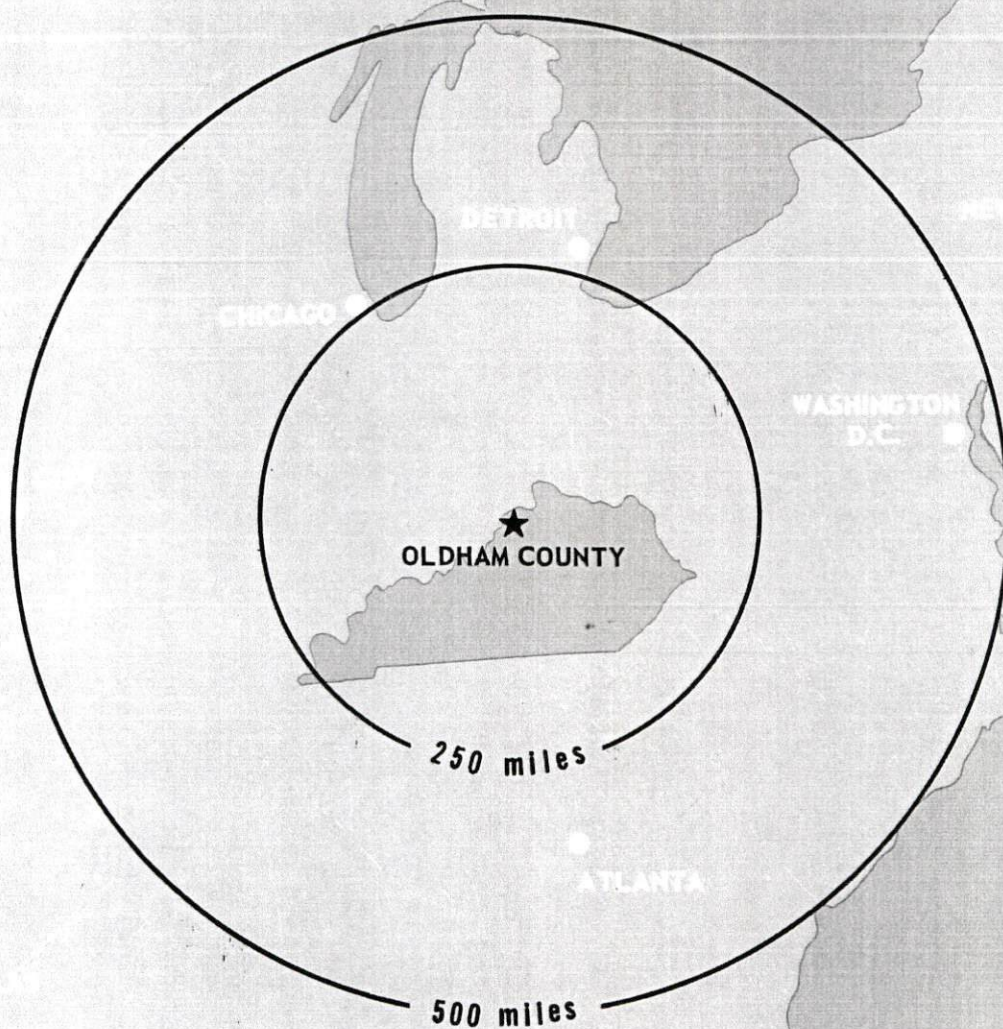 DETROIT
CHICAGO
WASHINGTON
D.C.
OLDHAM COUNTY
250 miles
ATLANTA
500 miles